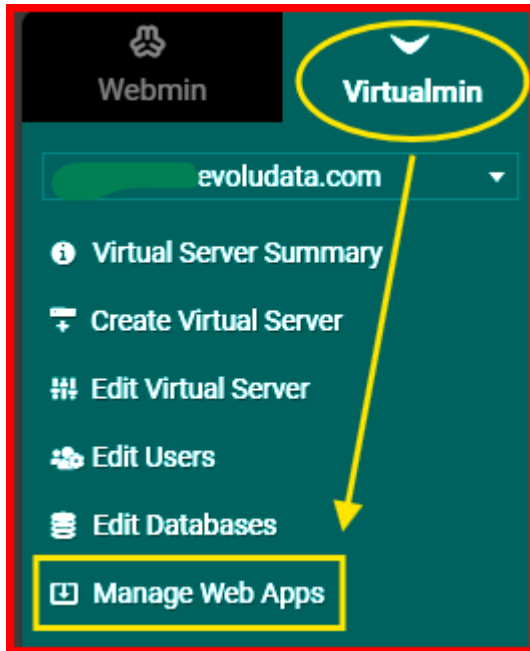 Webmin
Virtualmin
evoludata.com
Virtual Server Summary
Create Virtual Server
Edit Virtual Server
Edit Users
Edit Databases
Manage Web Apps